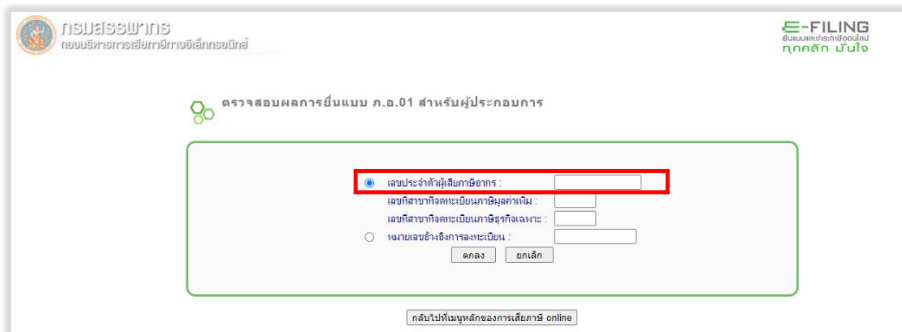 กรมสรรพากร
กองบริหารการเสียภาษีทางอิเล็กทรอนิกส์
E-FILING
ยื่นแบบและชำระภาษีออนไลน์
ทุกคลิก มั่นใจ
ตรวจสอบผลการยื่นแบบ ภ.อ.01 สำหรับผู้ประกอบการ
เลขประจำตัวผู้เสียภาษีอากร :
เลขที่สาขาที่จดทะเบียนภาษีมูลค่าเพิ่ม :
เลขที่สาขาที่จดทะเบียนภาษีธุรกิจเฉพาะ :
หมายเลขอ้างอิงการลงทะเบียน :
ตกลง ยกเลิก
กลับไปที่เมนูหลักของการเสียภาษี online